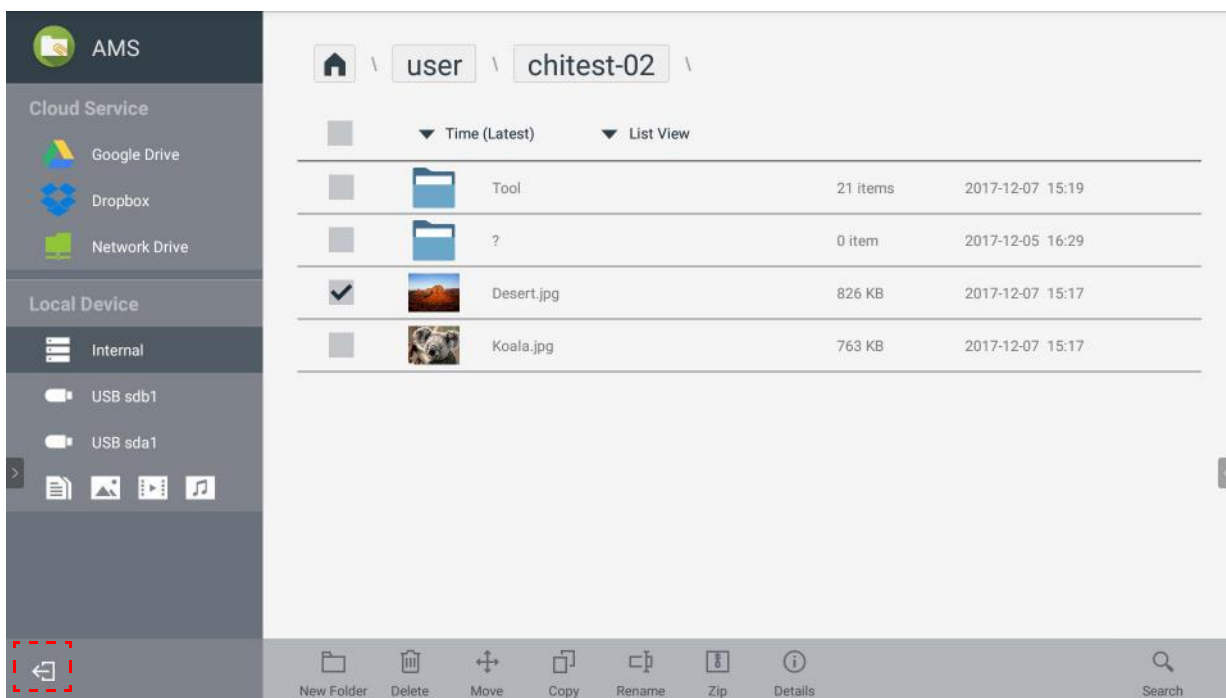 AMS
Cloud Service
Google Drive
Dropbox
Network Drive
Local Device
Internal
USB sdb1
USB sda1
\ user \ chitest-02 \
Time (Latest) List View
Tool 21 items 2017-12-07 15:19
? 0 item 2017-12-05 16:29
Desert.jpg 826 KB 2017-12-07 15:17
Koala.jpg 763 KB 2017-12-07 15:17
New Folder Delete Move Copy Rename Zip Details Search